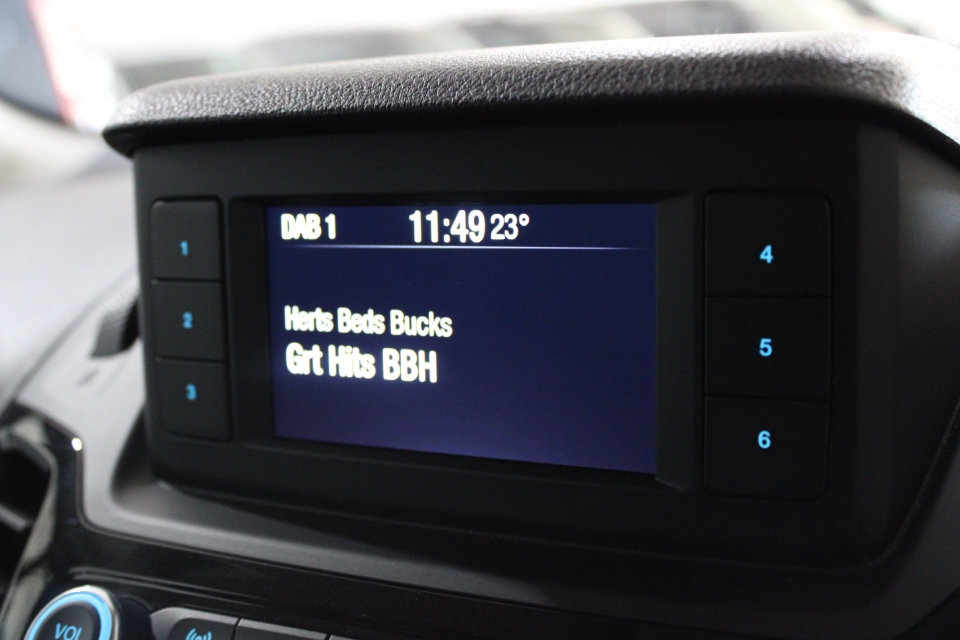 DAB 1 11:49 23°
Herts Beds Bucks
Grt Hits BBH
1
2
3
4
5
6
VOL